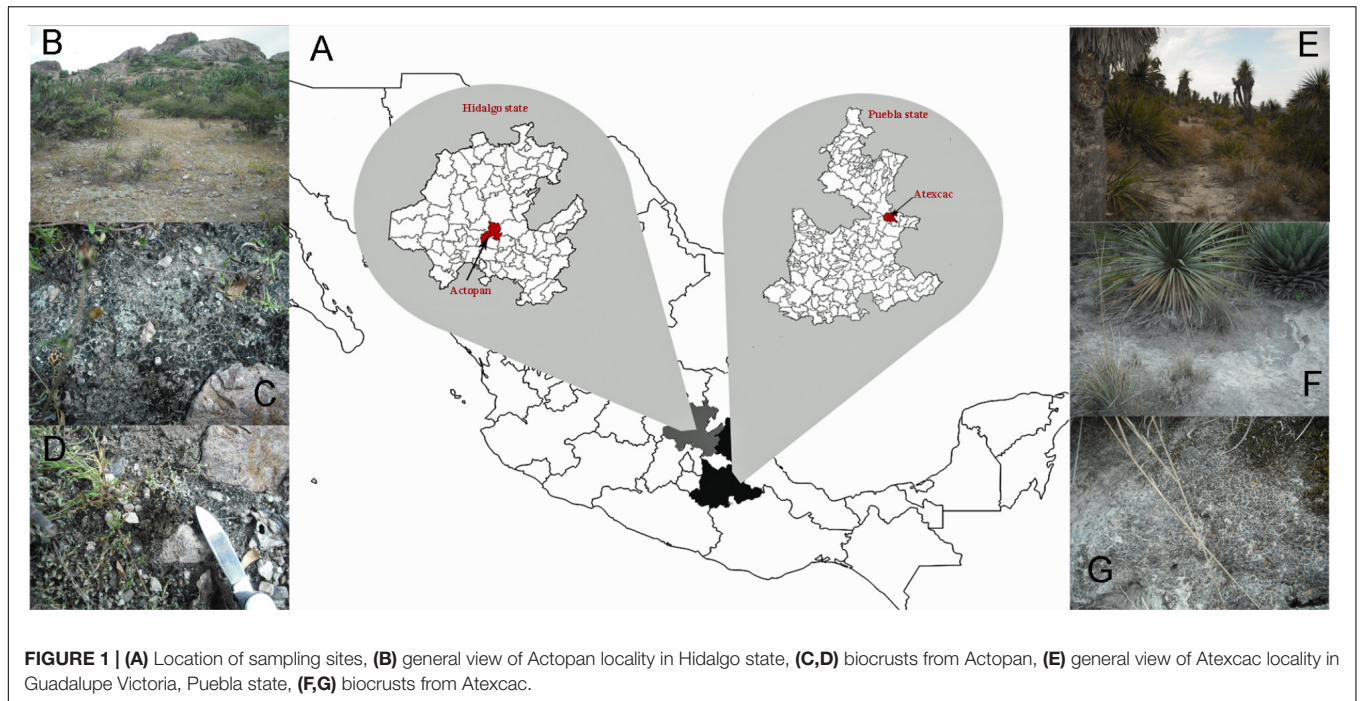 B
A
E
Hidalgo state
Puebla state
Atexcac
Actopan
C
F
D
G
FIGURE 1 | (A) Location of sampling sites, (B) general view of Actopan locality in Hidalgo state, (C,D) biocrusts from Actopan, (E) general view of Atexcac locality in
Guadalupe Victoria, Puebla state, (F,G) biocrusts from Atexcac.